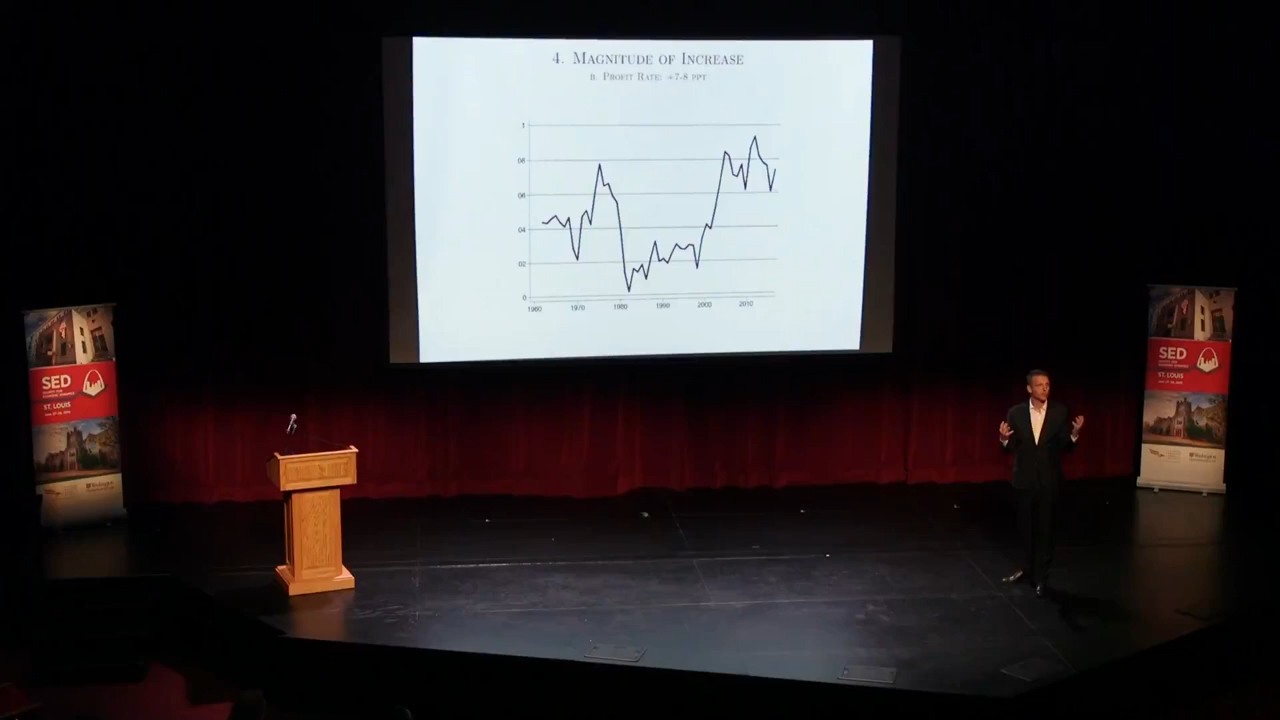 4. MAGNITUDE OF INCREASE
B. PROFIT RATE: +7-8 PPT
.1
.08
.06
.04
.02
0
1960 1970 1980 1990 2000 2010
SED
ST. LOUIS
SED
ST. LOUIS